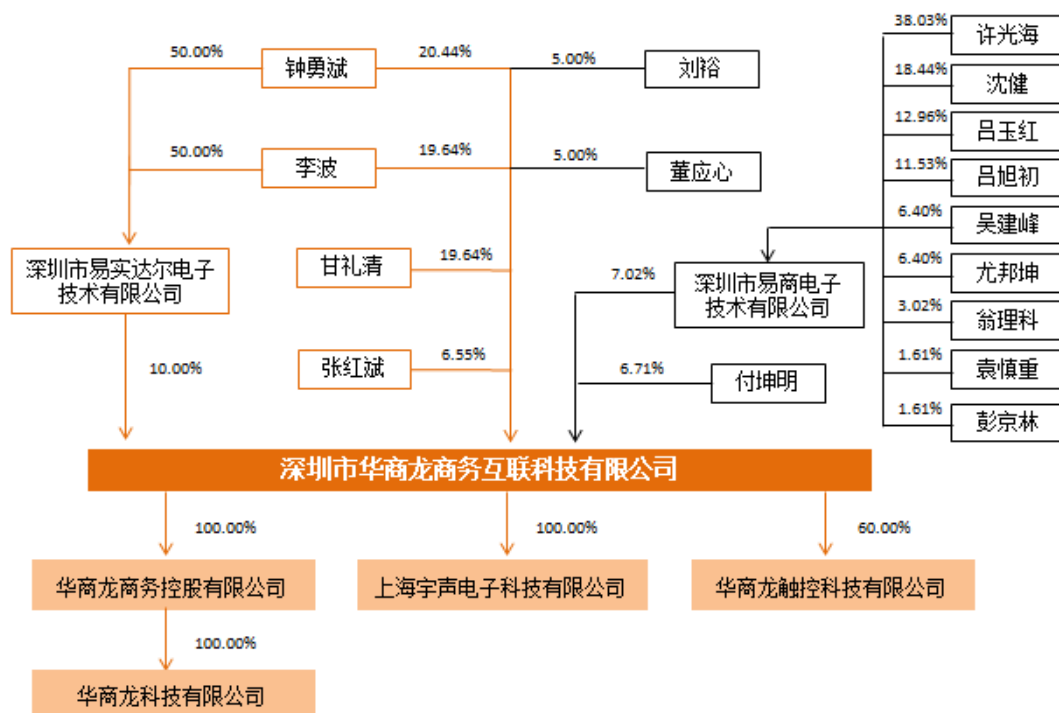 38.03%
许光海
50.00%
钟勇斌
20.44%
5.00%
刘裕
18.44%
沈健
12.96%
吕玉红
50.00%
李波
19.64%
5.00%
董应心
11.53%
吕旭初
6.40%
吴建峰
深圳市易实达尔电子
技术有限公司
甘礼清
19.64%
7.02%
深圳市易商电子
技术有限公司
6.40%
尤邦坤
3.02%
翁理科
10.00%
张红斌
6.55%
6.71%
付坤明
1.61%
袁慎重
1.61%
彭京林
深圳市华商龙商务互联科技有限公司
100.00%
100.00%
60.00%
华商龙商务控股有限公司
上海宇声电子科技有限公司
华商龙触控科技有限公司
100.00%
华商龙科技有限公司